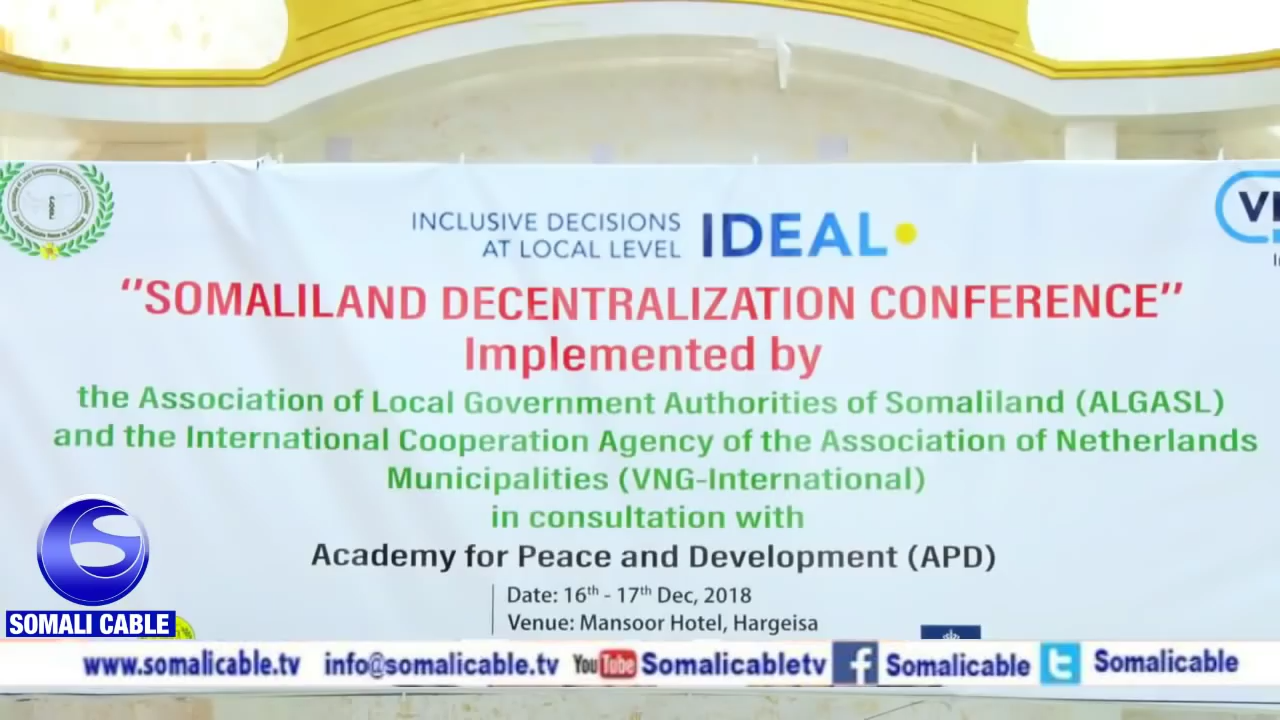 INCLUSIVE DECISIONS
AT LOCAL LEVEL
IDEAL
"SOMALILAND DECENTRALIZATION CONFERENCE"
Implemented by
the Association of Local Government Authorities of Somaliland (ALGASL)
and the International Cooperation Agency of the Association of Netherlands
Municipalities (VNG-International)
in consultation with
Academy for Peace and Development (APD)
Date: 16th - 17th Dec, 2018
Venue: Mansoor Hotel, Hargeisa
SOMALI CABLE
www.somalicable.tv info@somalicable.tv YouTube Somalicabletv f Somalicable t Somalicable